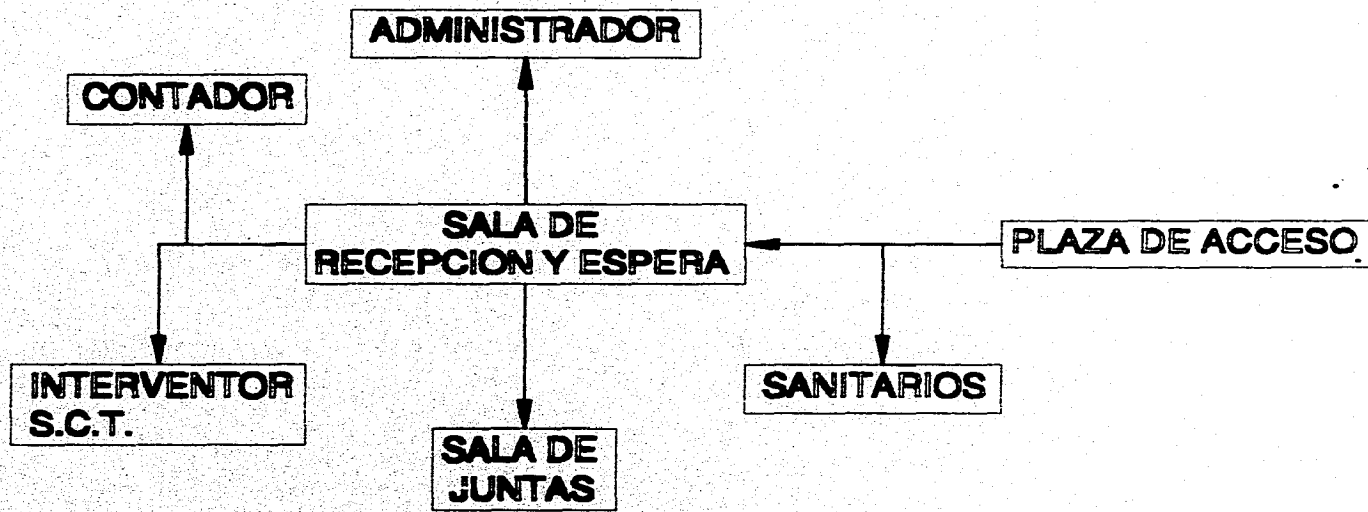 ADMINISTRADOR
CONTADOR
SALA DE
RECEPCION Y ESPERA
PLAZA DE ACCESO
INTERVENTOR
S.C.T.
SANITARIOS
SALA DE
JUNTAS